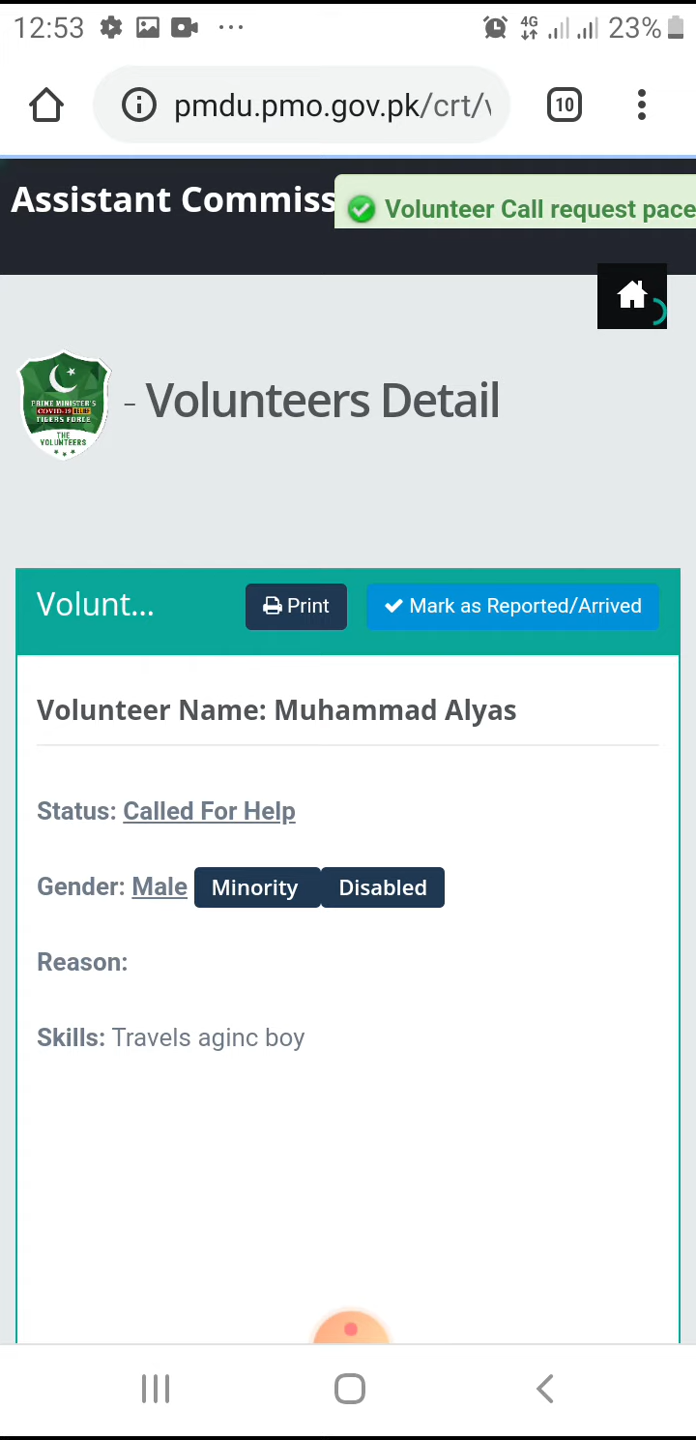 12:53 ... 4G 23%
pmdu.pmo.gov.pk/crt/v 10
Assistant Commiss
Volunteer Call request pace
PRIME MINISTER'S
COVID-19 RELIEF
TIGERS FORCE
THE
VOLUNTEERS
- Volunteers Detail
Volunt... Print Mark as Reported/Arrived
Volunteer Name: Muhammad Alyas
Status: Called For Help
Gender: Male Minority Disabled
Reason:
Skills: Travels aginc boy